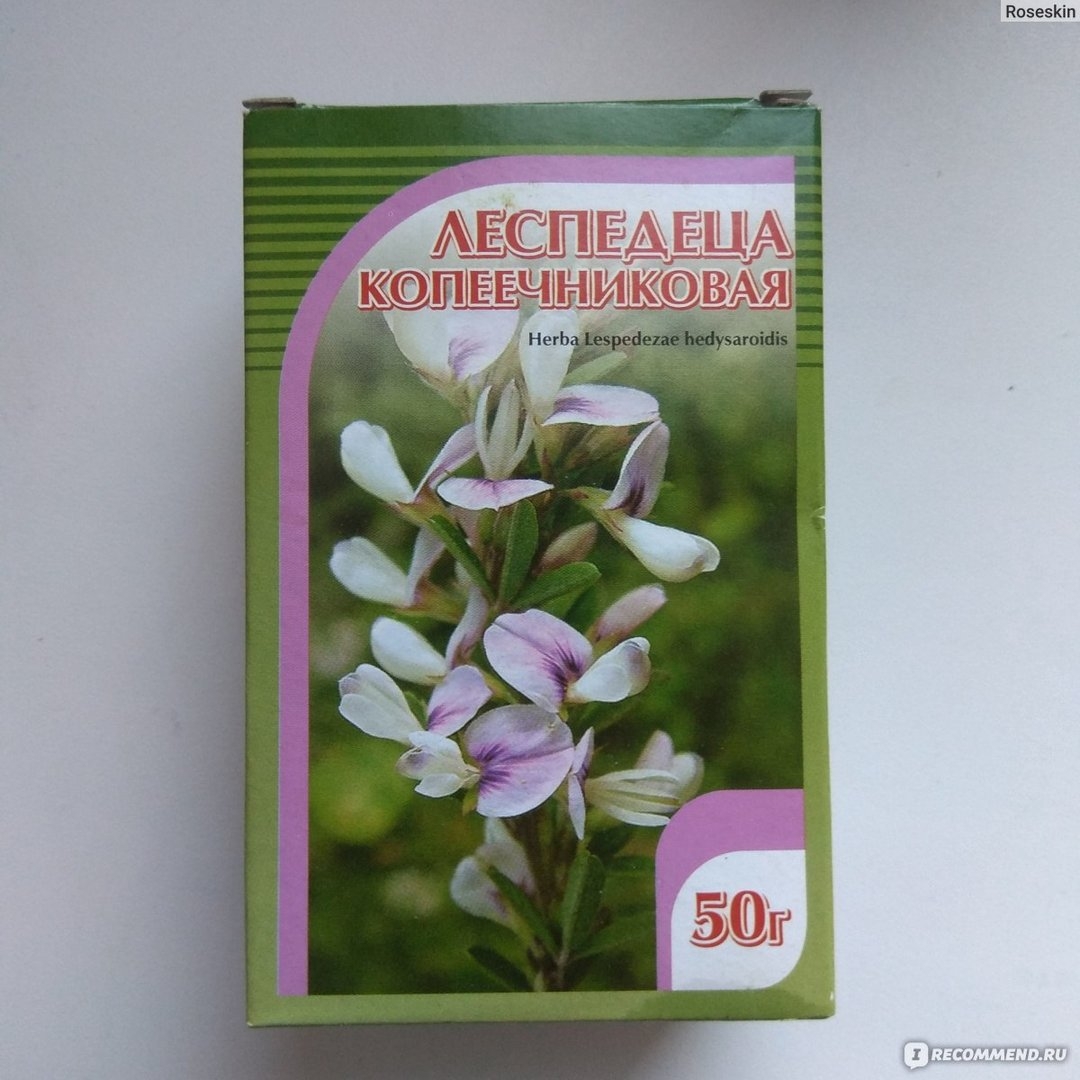 Roseskin
ЛЕСПЕДЕЦА
КОПЕЕЧНИКОВАЯ
Herba Lespedezae hedysaroidis
50г
I RECOMMEND.RU